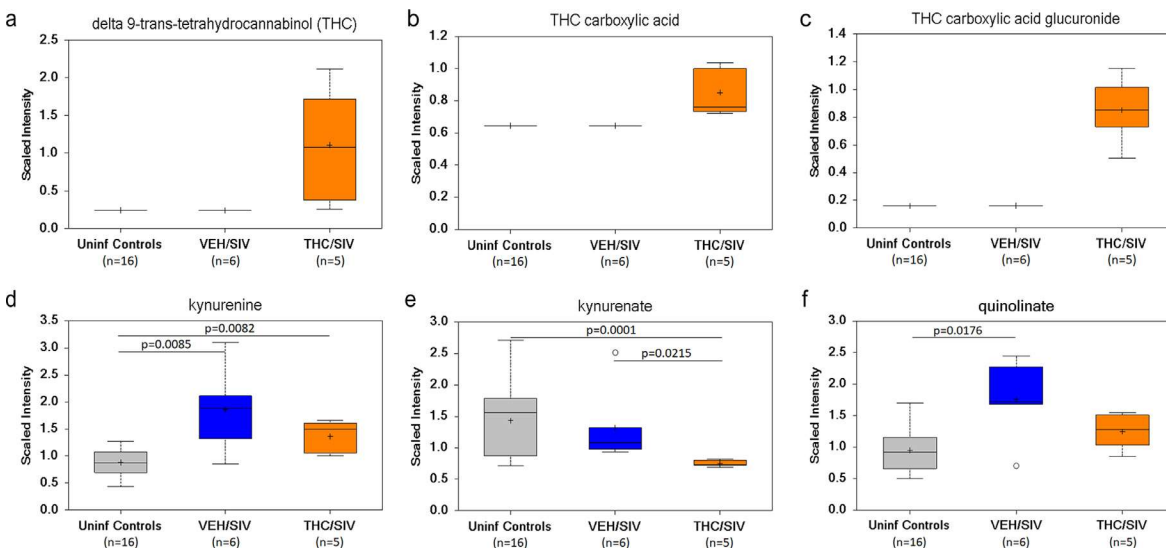 a
delta 9-trans-tetrahydrocannabinol (THC)
2.5
2.0
1.5
1.0
0.5
0.0
Scaled Intensity
Uninf Controls VEH/SIV THC/SIV
(n=16) (n=6) (n=5)
b
THC carboxylic acid
1.2
1.0
0.8
0.6
0.4
0.2
0.0
Scaled Intensity
Uninf Controls VEH/SIV THC/SIV
(n=16) (n=6) (n=5)
c
THC carboxylic acid glucuronide
1.4
1.2
1.0
0.8
0.6
0.4
0.2
0.0
Scaled Intensity
Uninf Controls VEH/SIV THC/SIV
(n=16) (n=6) (n=5)
d
kynurenine
3.5
3.0
2.5
2.0
1.5
1.0
0.5
0.0
Scaled Intensity
p=0.0082
p=0.0085
Uninf Controls VEH/SIV THC/SIV
(n=16) (n=6) (n=5)
e
kynurenate
3.0
2.5
2.0
1.5
1.0
0.5
0.0
Scaled Intensity
p=0.0001
p=0.0215
Uninf Controls VEH/SIV THC/SIV
(n=16) (n=6) (n=5)
f
quinolinate
3.0
2.5
2.0
1.5
1.0
0.5
0.0
Scaled Intensity
p=0.0176
Uninf Controls VEH/SIV THC/SIV
(n=16) (n=6) (n=5)